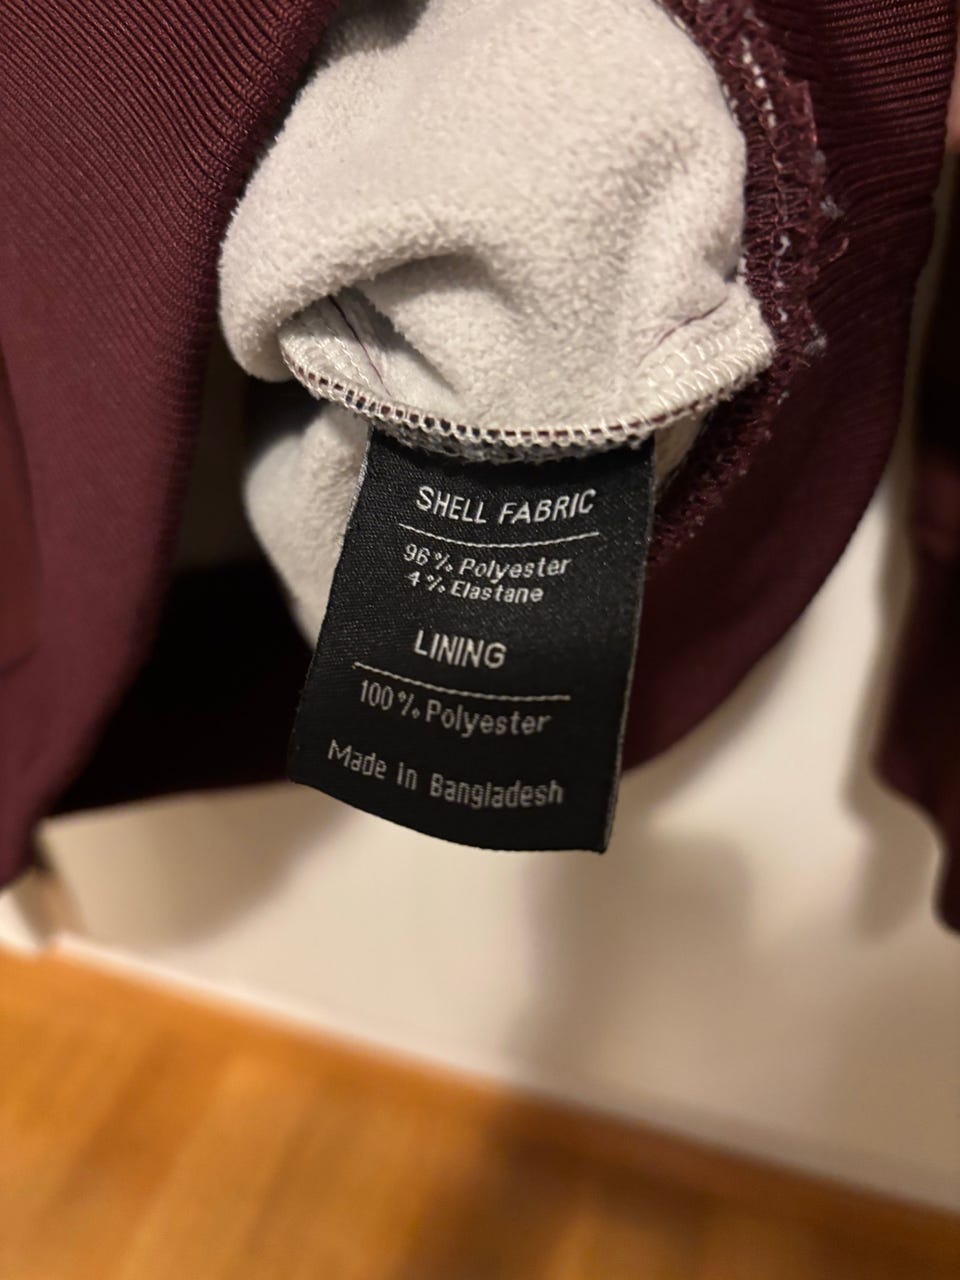 SHELL FABRIC
96% Polyester
4% Elastane
LINING
100% Polyester
Made in Bangladesh